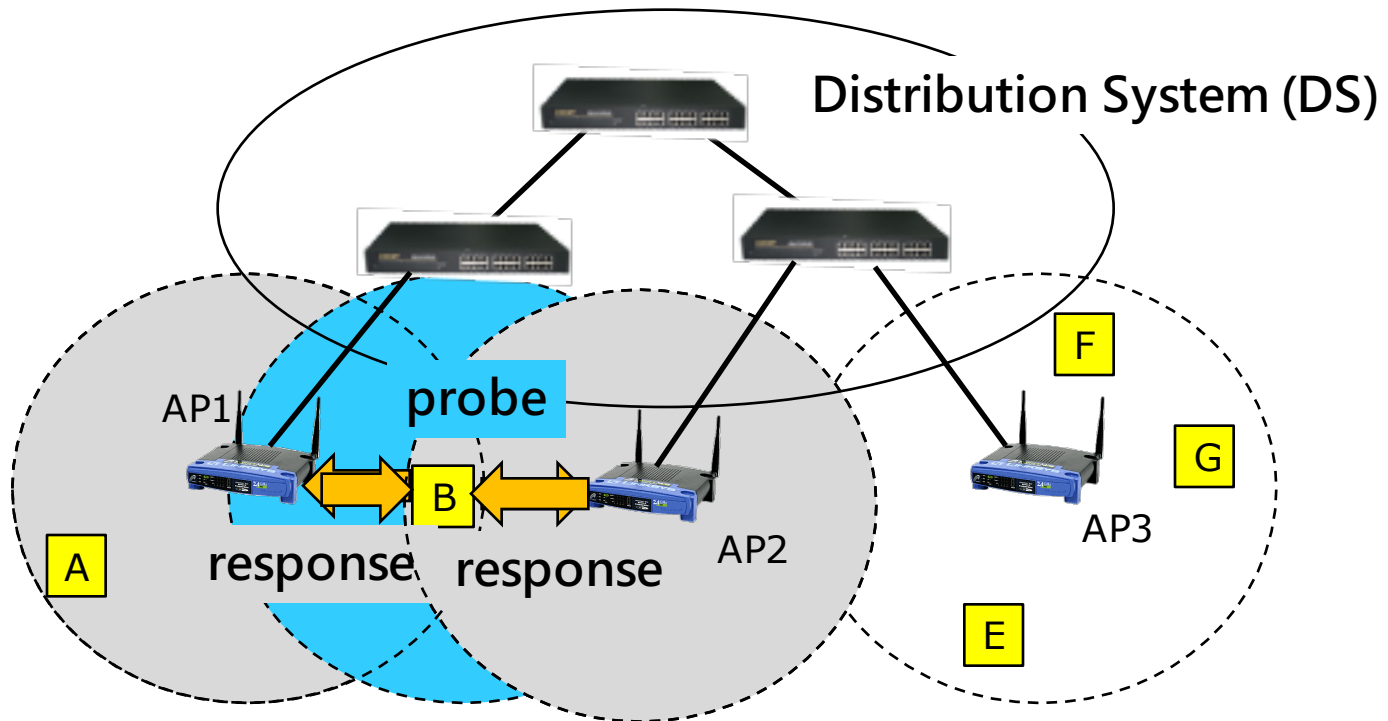 Distribution System (DS)
F
probe
AP1
G
B
AP3
AP2
response
response
A
E